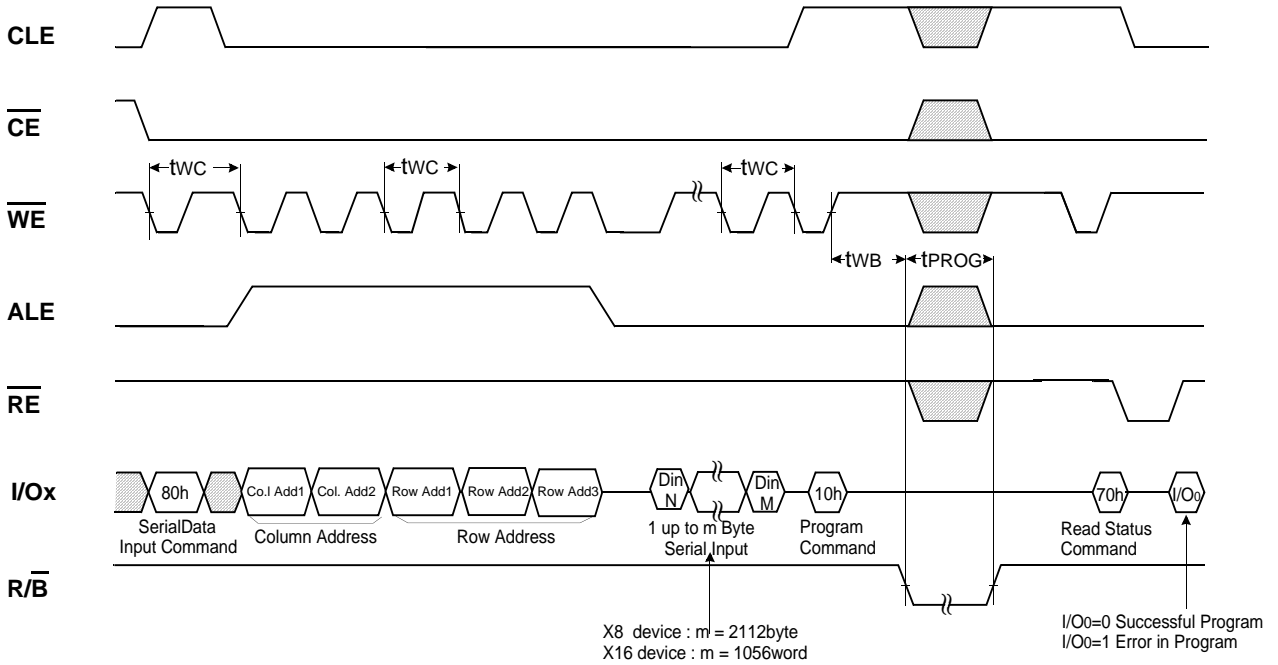 CLE
CE
tWC
tWC
tWC
WE
tWB
tPROG
ALE
RE
I/Ox
80h
Co.l Add1
Col. Add2
Row Add1
Row Add2
Row Add3
Din
N
Din
M
10h
70h
I/O0
SerialData
Input Command
Column Address
Row Address
1 up to m Byte
Serial Input
Program
Command
Read Status
Command
R/B
X8 device : m = 2112byte
X16 device : m = 1056word
I/O0=0 Successful Program
I/O0=1 Error in Program